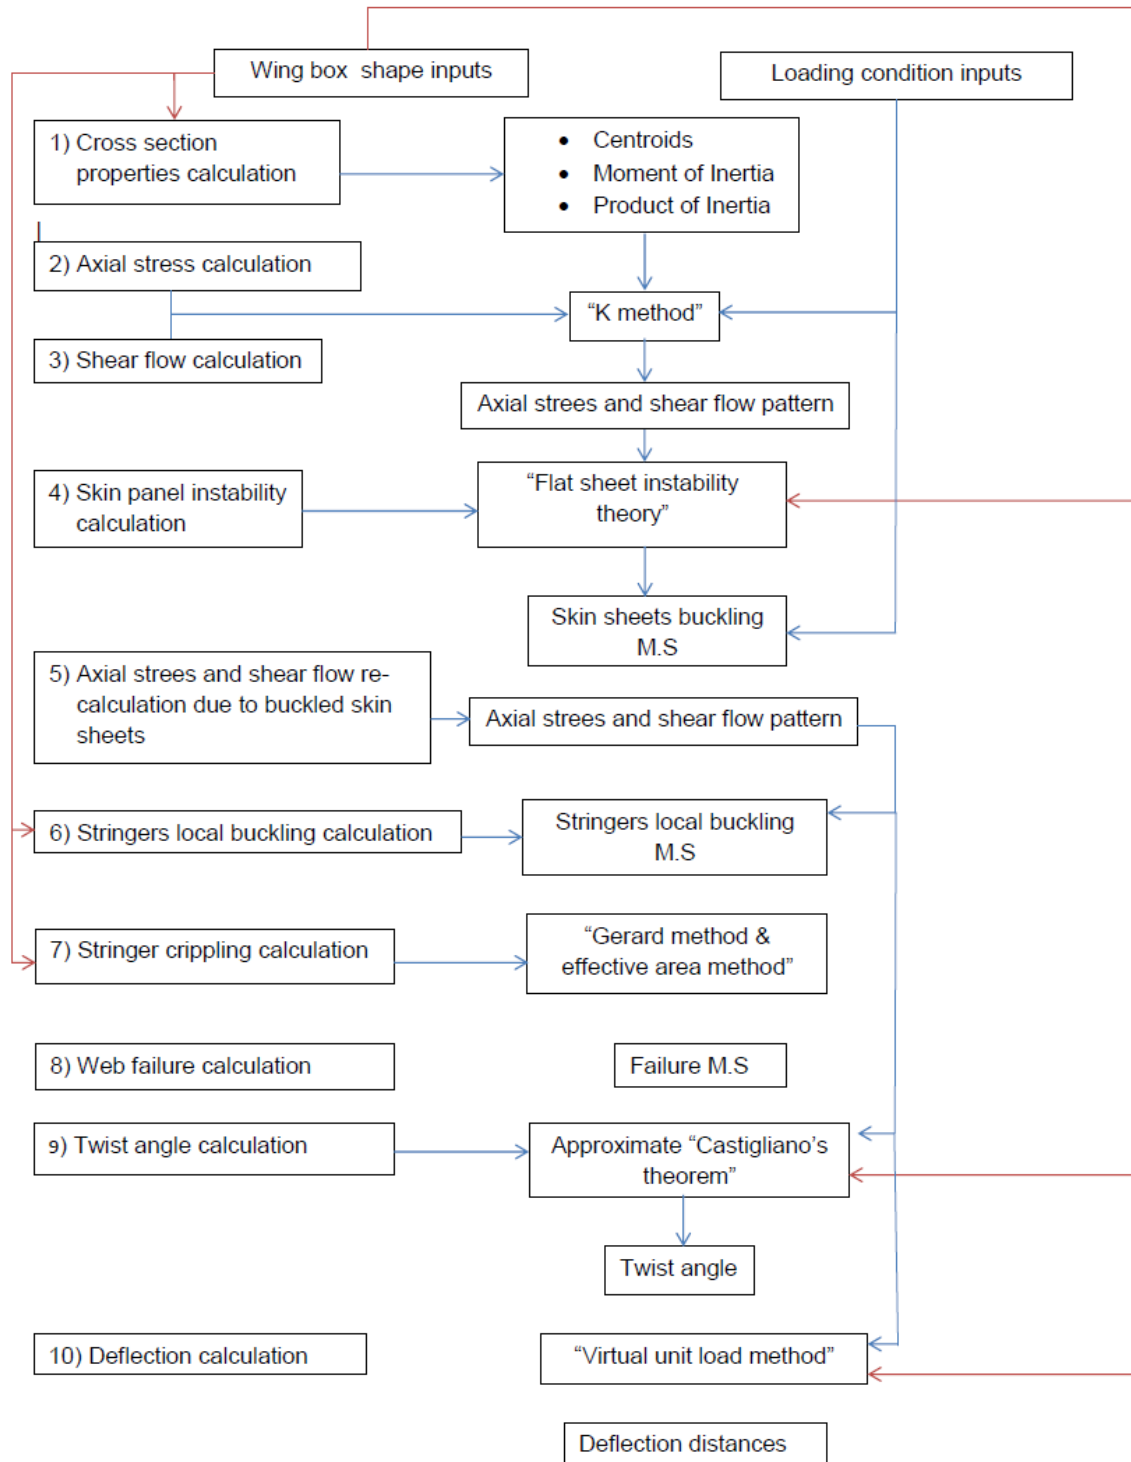 Wing box shape inputs
Loading condition inputs
1) Cross section
properties calculation
• Centroids
• Moment of Inertia
• Product of Inertia
2) Axial stress calculation
“K method”
3) Shear flow calculation
Axial strees and shear flow pattern
4) Skin panel instability
calculation
“Flat sheet instability
theory”
Skin sheets buckling
M.S
5) Axial strees and shear flow re-
calculation due to buckled skin
sheets
Axial strees and shear flow pattern
6) Stringers local buckling calculation
Stringers local buckling
M.S
7) Stringer crippling calculation
“Gerard method &
effective area method”
8) Web failure calculation
Failure M.S
9) Twist angle calculation
Approximate “Castigliano’s
theorem”
Twist angle
10) Deflection calculation
“Virtual unit load method”
Deflection distances